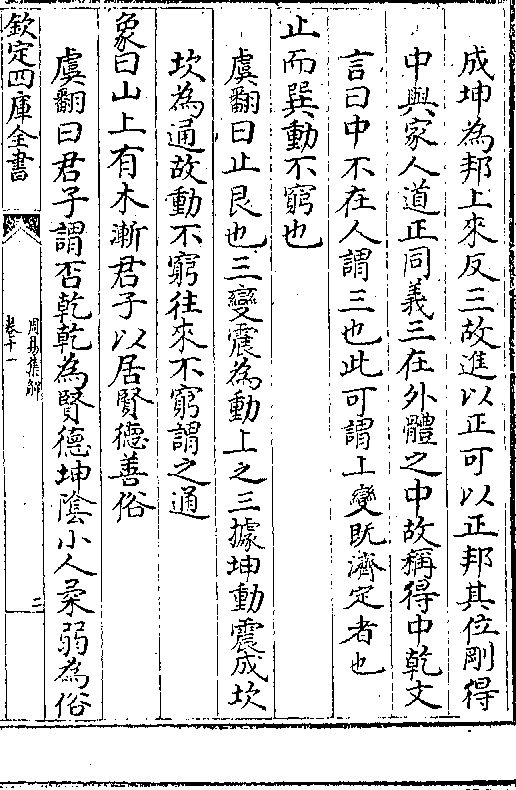 成坤為邦上來反三故進以正可以正邦其位剛得
中與家人道正同義三在外體之中故稱得中乾文
言曰中不在人謂三也此可謂上變既濟定者也
止而巽動不窮也
虞翻曰止艮也三變震為動上之三據坤動震成坎
坎為通故動不窮往來不窮謂之通
象曰山上有木漸君子以居賢德善俗
虞翻曰君子謂否乾乾為賢德坤陰小人柔弱為俗
欽定四庫全書
周易集解
卷十一
三